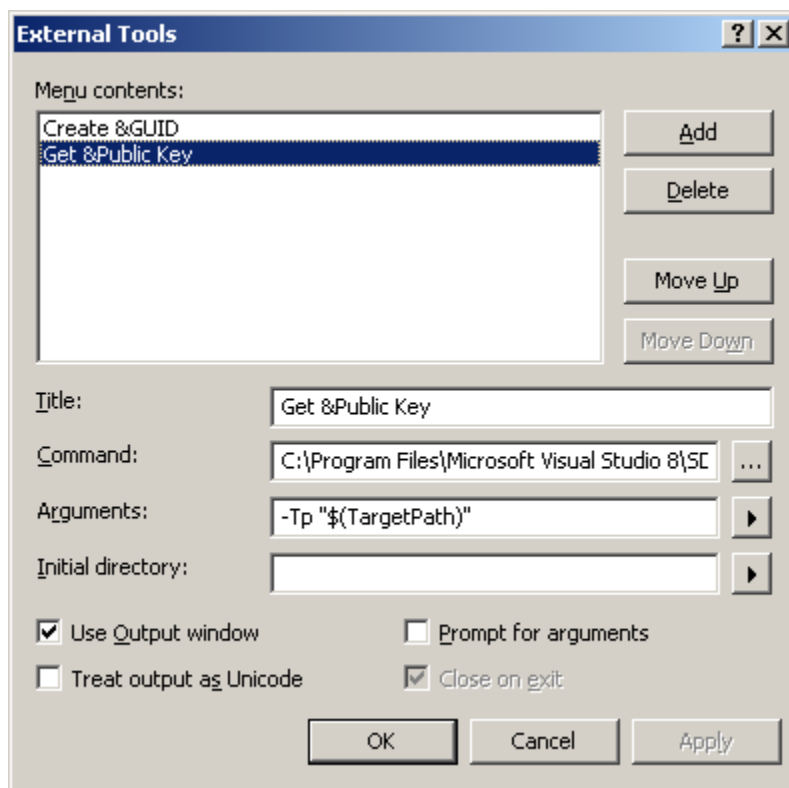 External Tools
Menu contents:
Create &GUID
Get &Public Key
Add
Delete
Move Up
Move Down
Title:
Get &Public Key
Command:
C:\Program Files\Microsoft Visual Studio 8\SD
...
Arguments:
-Tp "$(TargetPath)"
Initial directory:
Use Output window
Prompt for arguments
Treat output as Unicode
Close on exit
OK
Cancel
Apply